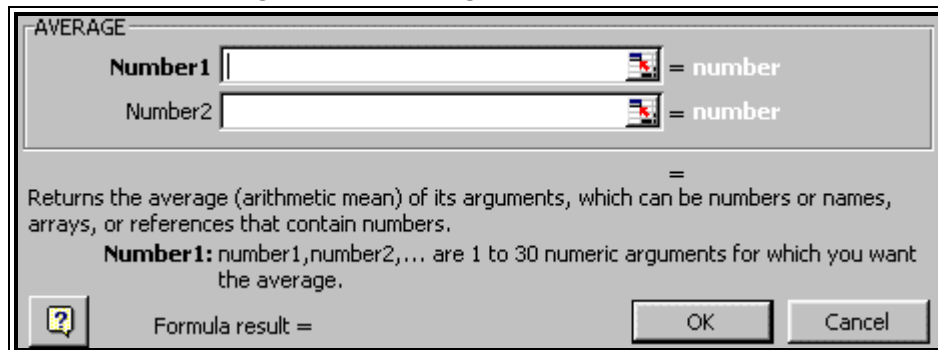 AVERAGE
Number1 = number
Number2 = number
=
Returns the average (arithmetic mean) of its arguments, which can be numbers or names,
arrays, or references that contain numbers.
Number1: number1,number2,... are 1 to 30 numeric arguments for which you want
the average.
? Formula result = OK Cancel